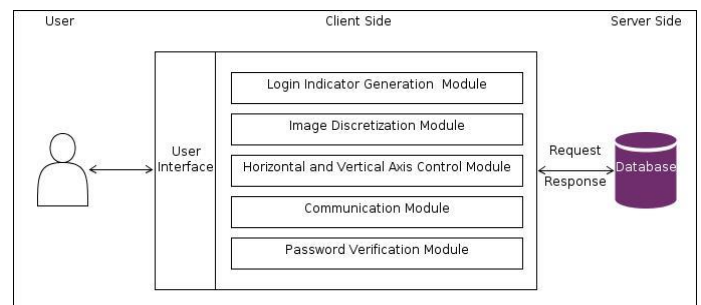 User
Client Side
Server Side
Login Indicator Generation Module
Image Discretization Module
User
Interface
Horizontal and Vertical Axis Control Module
Communication Module
Password Verification Module
Request
Response
Database